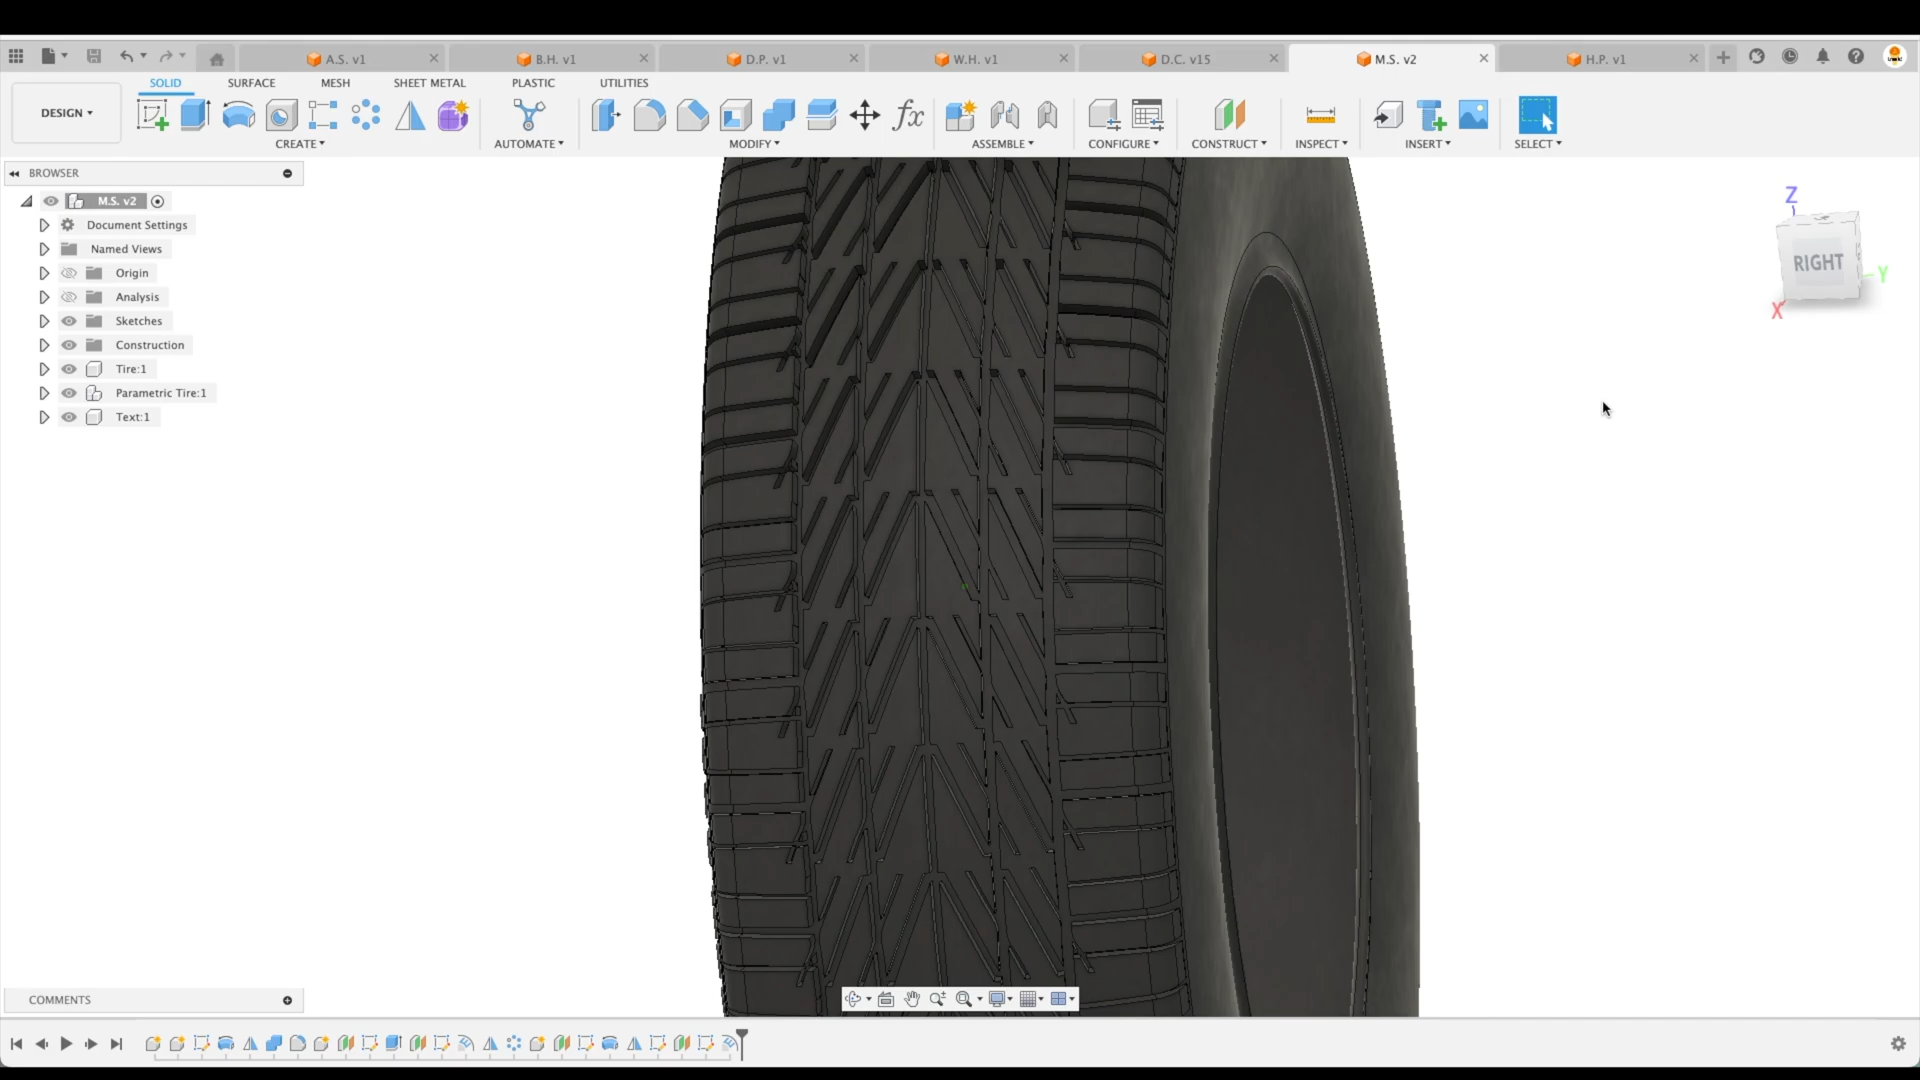 A.S. v1
B.H. v1
D.P. v1
W.H. v1
D.C. v15
M.S. v2
H.P. v1
SOLID
SURFACE
MESH
SHEET METAL
PLASTIC
UTILITIES
DESIGN
fx
CREATE
AUTOMATE
MODIFY
ASSEMBLE
CONFIGURE
CONSTRUCT
INSPECT
INSERT
SELECT
BROWSER
M.S. v2
Document Settings
Named Views
Origin
Analysis
Sketches
Construction
Tire:1
Parametric Tire:1
Text:1
Z
RIGHT
Y
X
COMMENTS